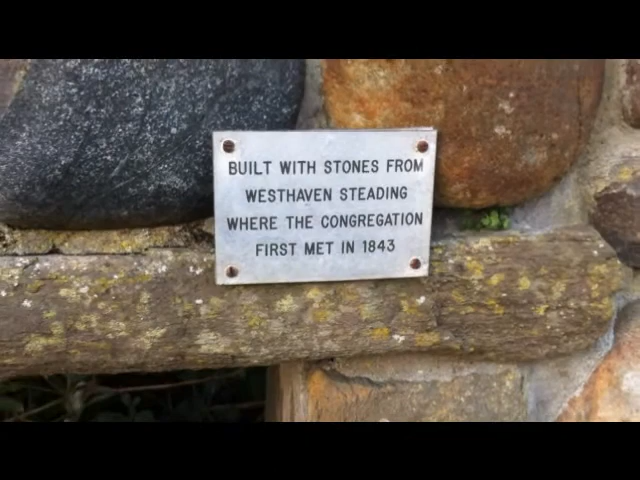 BUILT WITH STONES FROM
WESTHAVEN STEADING
WHERE THE CONGREGATION
FIRST MET IN 1843